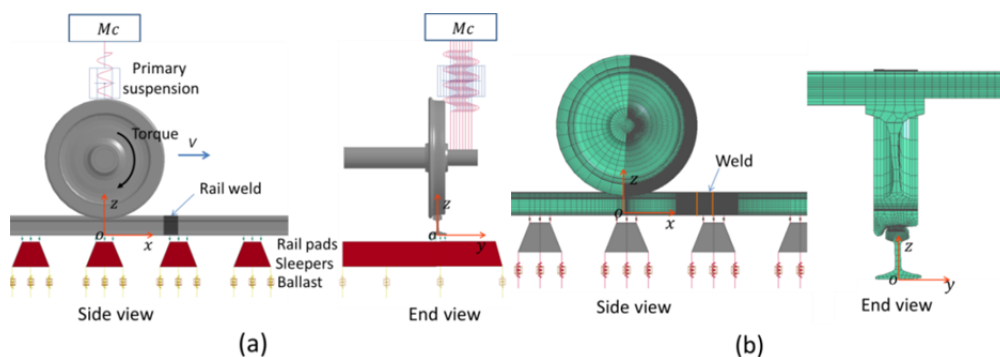 Mc
Primary
suspension
Torque
V
Rail weld
z
o
x
Rail pads
Sleepers
Ballast
Side view
Mc
z
o
y
End view
(a)
Weld
z
o
x
Side view
z
o
y
End view
(b)